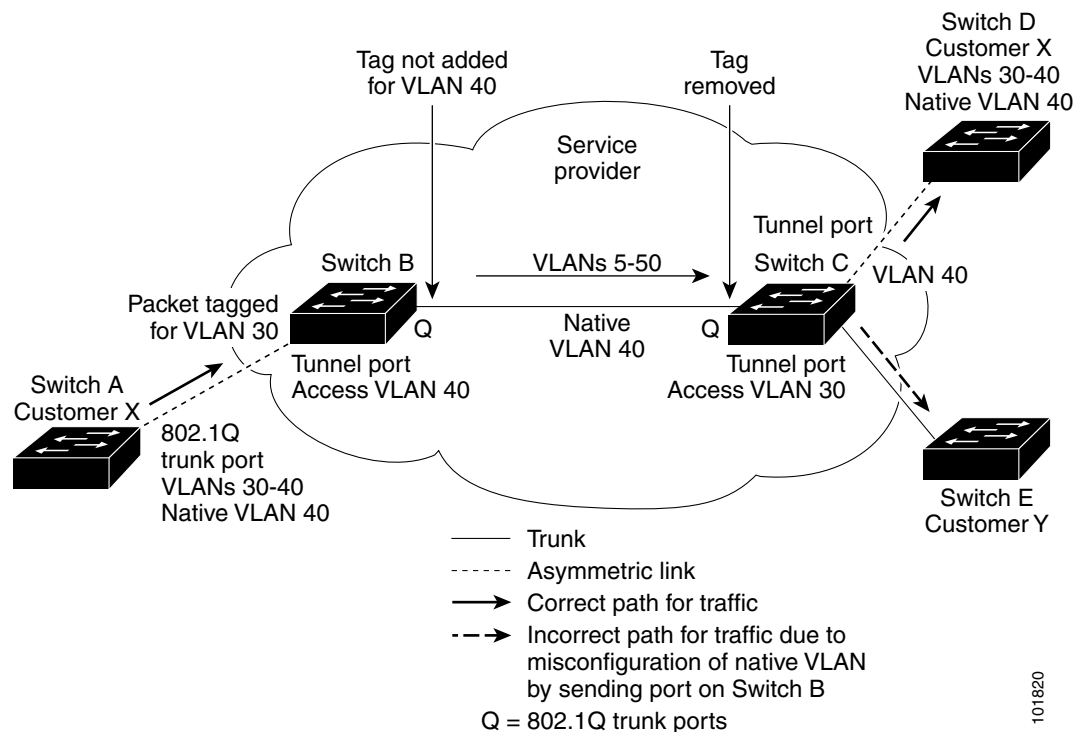 Switch D
Customer X
VLANs 30-40
Native VLAN 40
Tag not added
for VLAN 40
Tag
removed
Service
provider
Tunnel port
Switch B
VLANs 5-50
Switch C
VLAN 40
Packet tagged
for VLAN 30
Q
Native
VLAN 40
Q
Tunnel port
Access VLAN 40
Tunnel port
Access VLAN 30
Switch A
Customer X
802.1Q
trunk port
VLANs 30-40
Native VLAN 40
Switch E
Customer Y
Trunk
Asymmetric link
Correct path for traffic
Incorrect path for traffic due to
misconfiguration of native VLAN
by sending port on Switch B
Q = 802.1Q trunk ports
101820